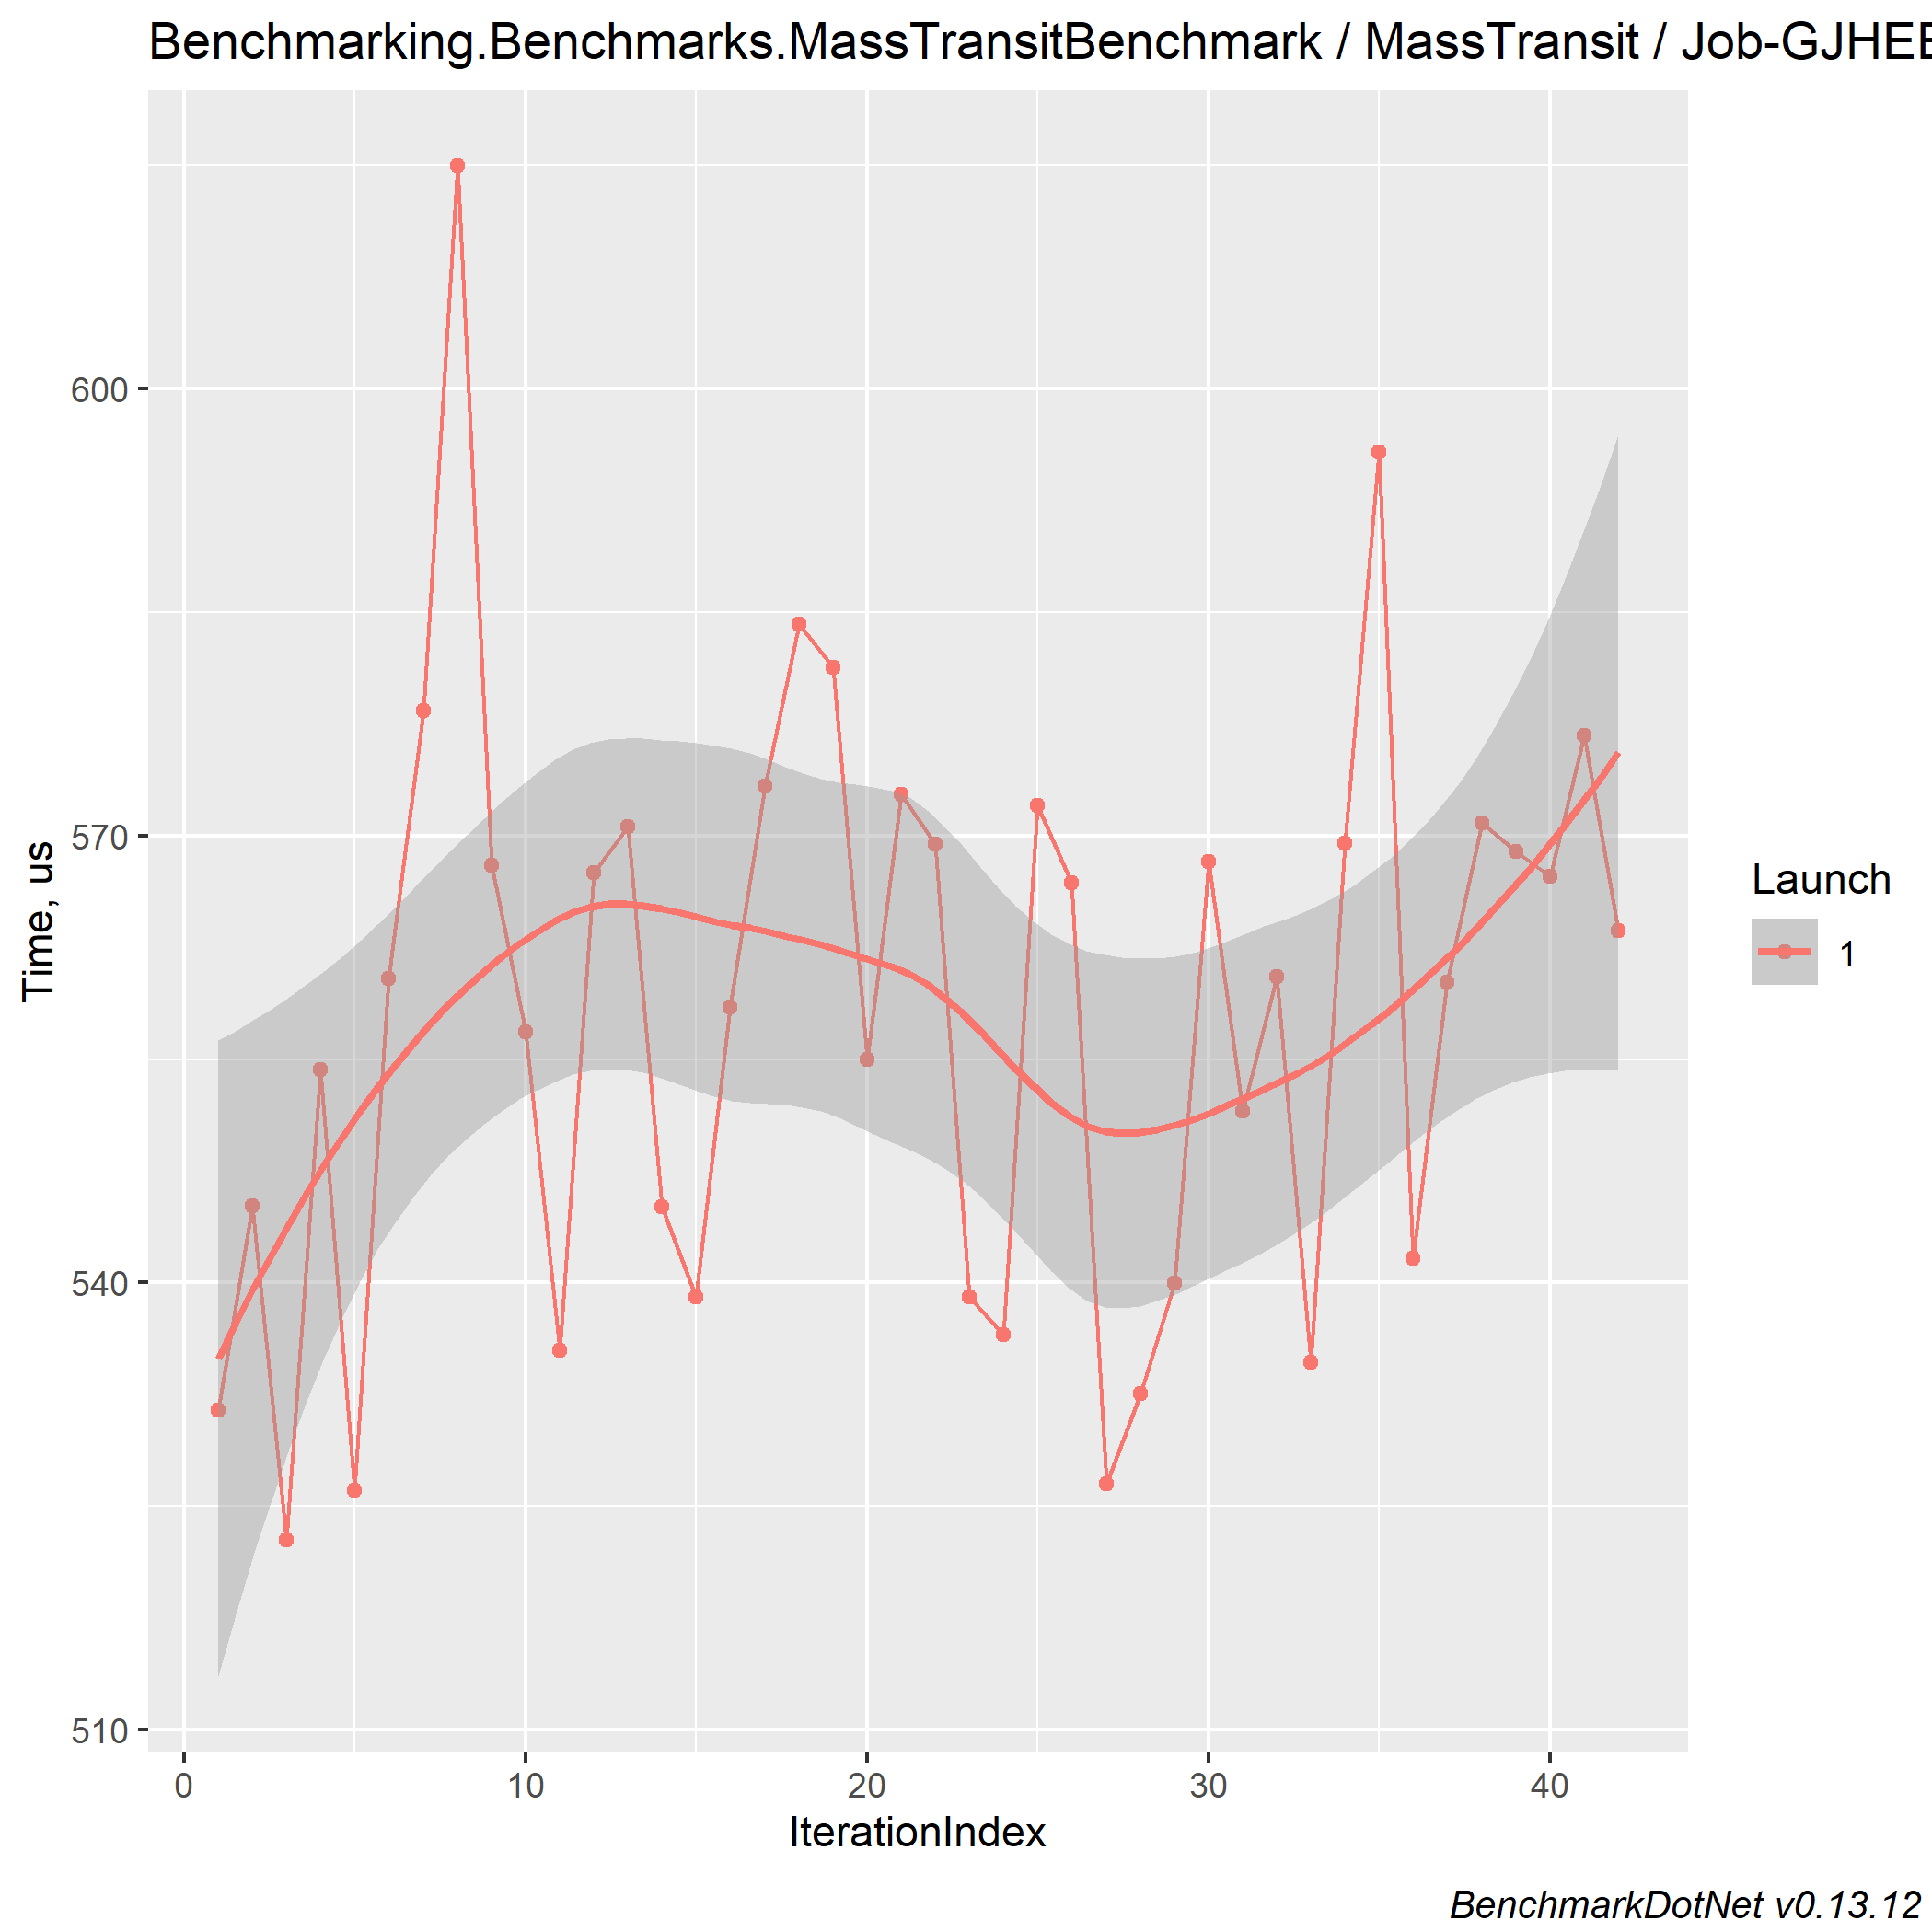 Benchmarking.Benchmarks.MassTransitBenchmark / MassTransit / Job-GJHEE
600
570
540
510
Time, us
0 10 20 30 40
IterationIndex
Launch
1
BenchmarkDotNet v0.13.12